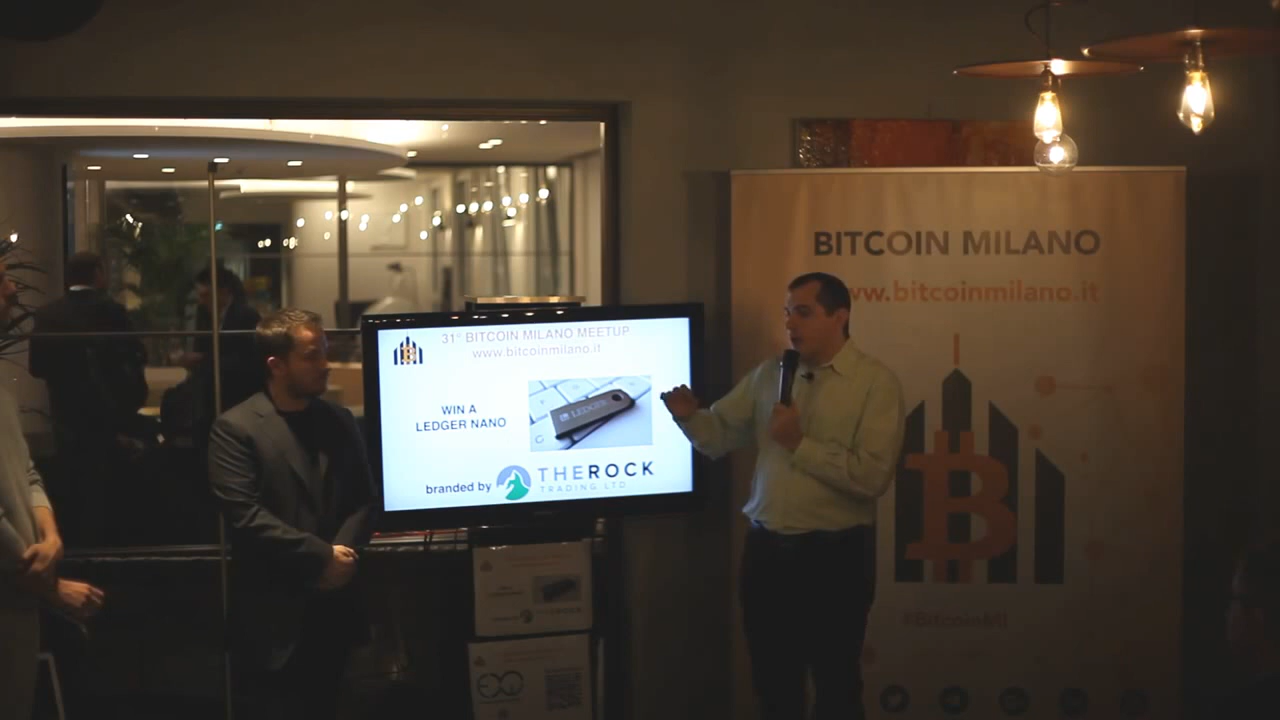 BITCOIN MILANO
www.bitcoinmilano.it
31° BITCOIN MILANO MEETUP
www.bitcoinmilano.it
WIN A
LEDGER NANO
LEDGER
branded by
THEROCK
TRADING LTD
#BitcoinMI